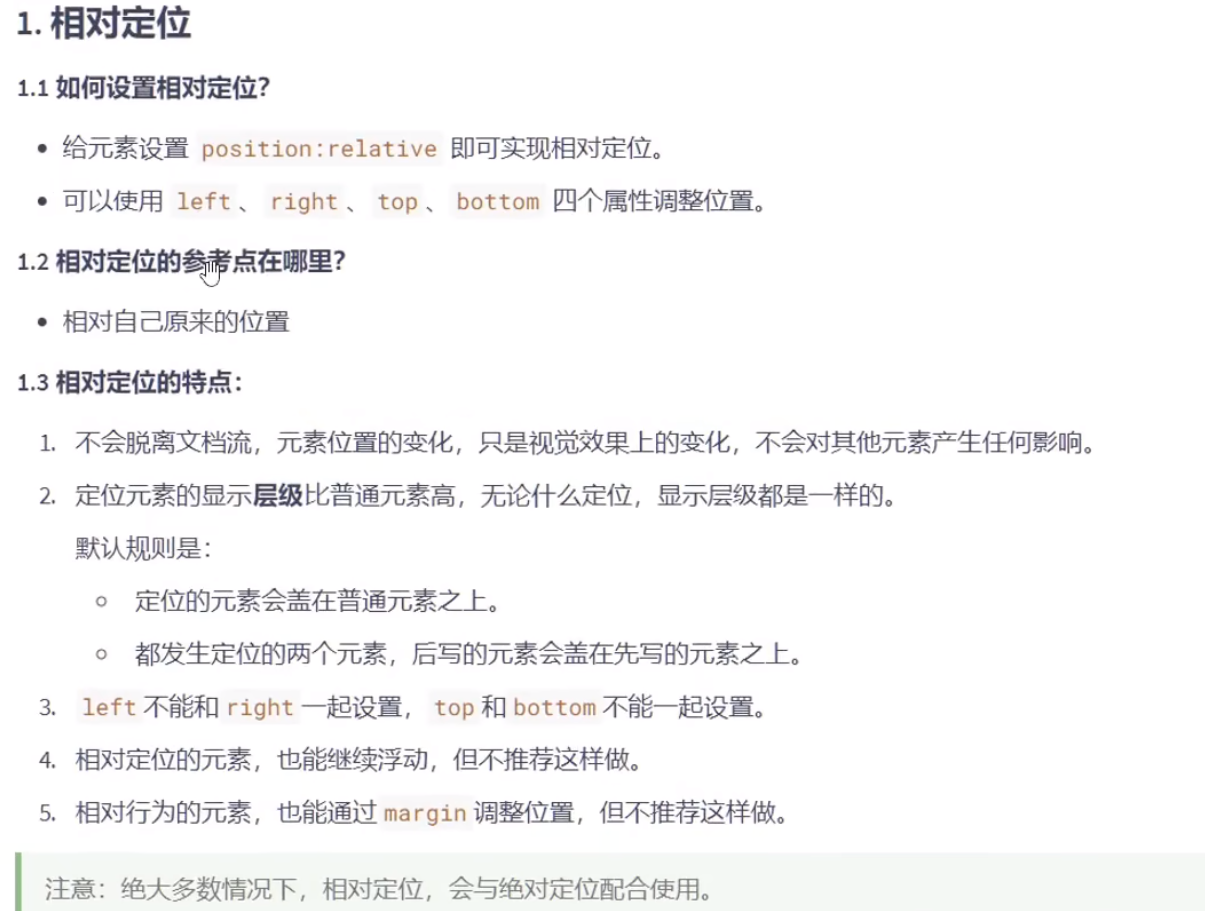 1. 相对定位
1.1 如何设置相对定位？
• 给元素设置 position:relative 即可实现相对定位。
• 可以使用 left 、 right 、 top 、 bottom 四个属性调整位置。
1.2 相对定位的参考点在哪里？
• 相对自己原来的位置
1.3 相对定位的特点：
1. 不会脱离文档流，元素位置的变化，只是视觉效果上的变化，不会对其他元素产生任何影响。
2. 定位元素的显示层级比普通元素高，无论什么定位，显示层级都是一样的。
默认规则是：
○ 定位的元素会盖在普通元素之上。
○ 都发生定位的两个元素，后写的元素会盖在先写的元素之上。
3. left 不能和 right 一起设置， top 和 bottom 不能一起设置。
4. 相对定位的元素，也能继续浮动，但不推荐这样做。
5. 相对行为的元素，也能通过 margin 调整位置，但不推荐这样做。
注意：绝大多数情况下，相对定位，会与绝对定位配合使用。